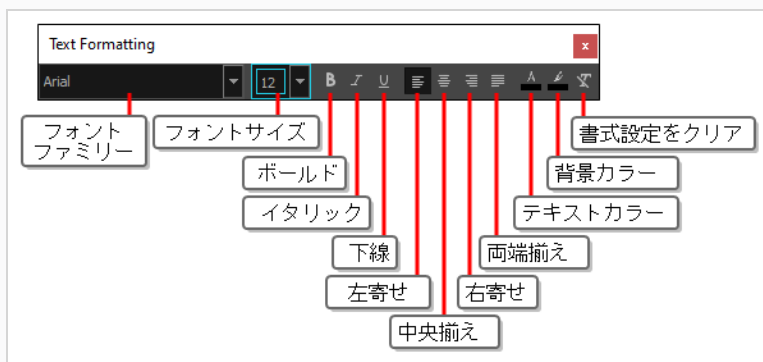 Text Formatting
x
Arial
12
B
I
U
A
T
フォント
ファミリー
フォントサイズ
書式設定をクリア
ボールド
背景カラー
イタリック
テキストカラー
下線
両端揃え
左寄せ
右寄せ
中央揃え